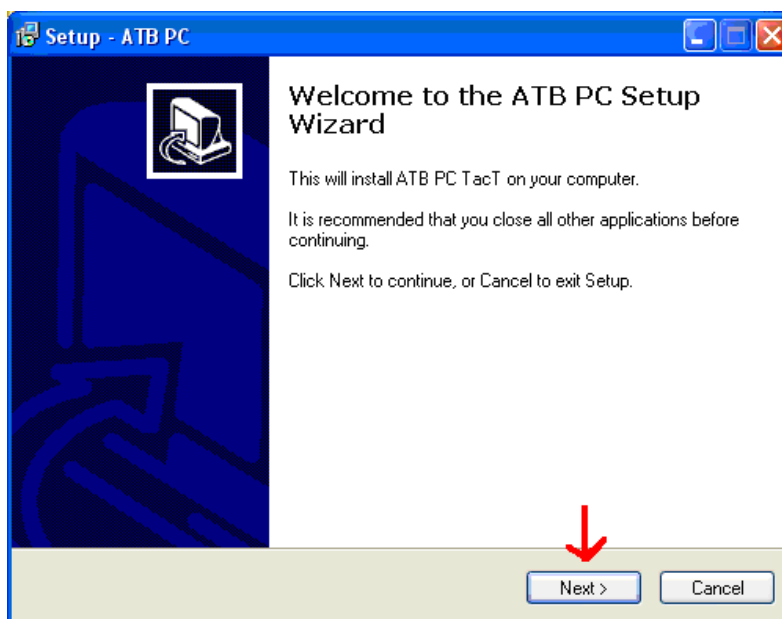 Setup - ATB PC
Welcome to the ATB PC Setup
Wizard
This will install ATB PC TacT on your computer.
It is recommended that you close all other applications before
continuing.
Click Next to continue, or Cancel to exit Setup.
Next >
Cancel